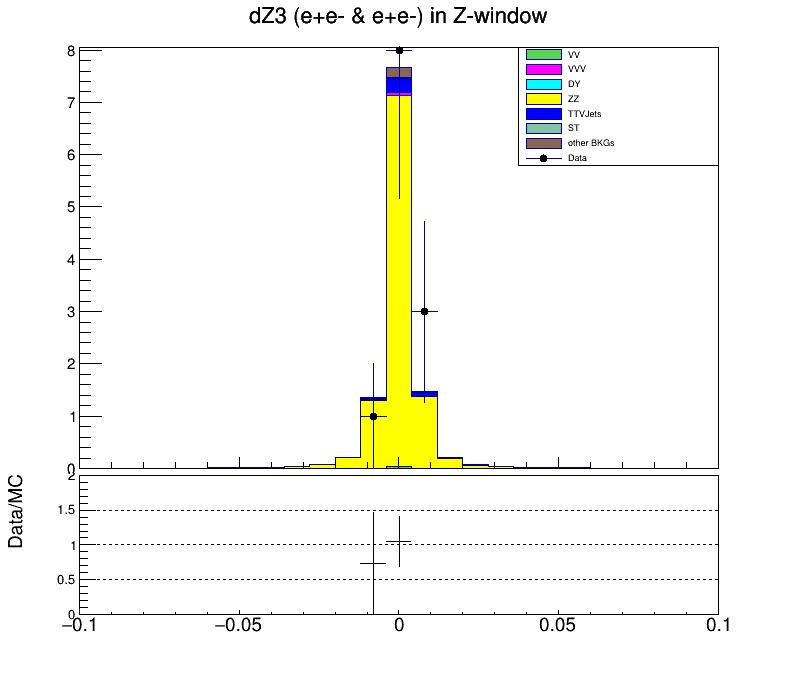 dZ3 (e+e- & e+e-) in Z-window
8
7
6
5
4
3
2
1
0
VV
VVV
DY
ZZ
TTVJets
ST
other BKGs
Data
Data/MC
2
1.5
1
0.5
0
−0.1 −0.05 0 0.05 0.1